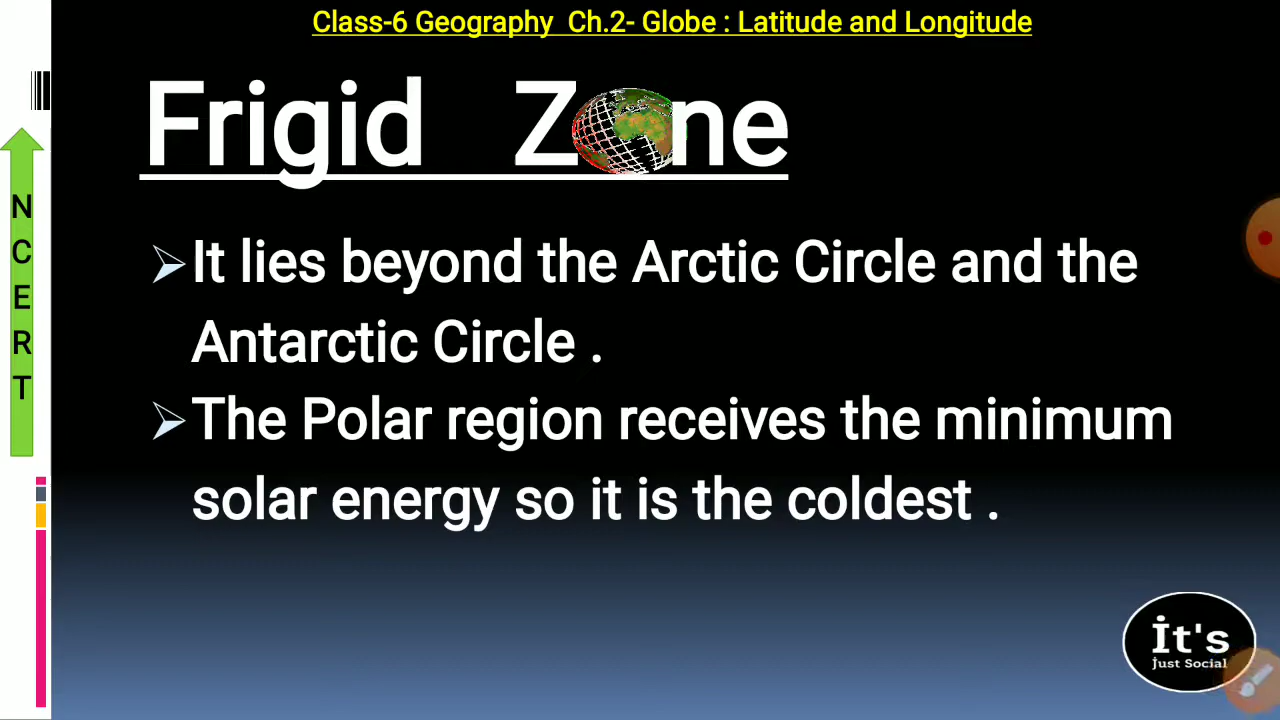 Class-6 Geography Ch.2- Globe : Latitude and Longitude
Frigid Zone
N
C
E
R
T
➢It lies beyond the Arctic Circle and the
Antarctic Circle .
➢The Polar region receives the minimum
solar energy so it is the coldest .
it's
just Social